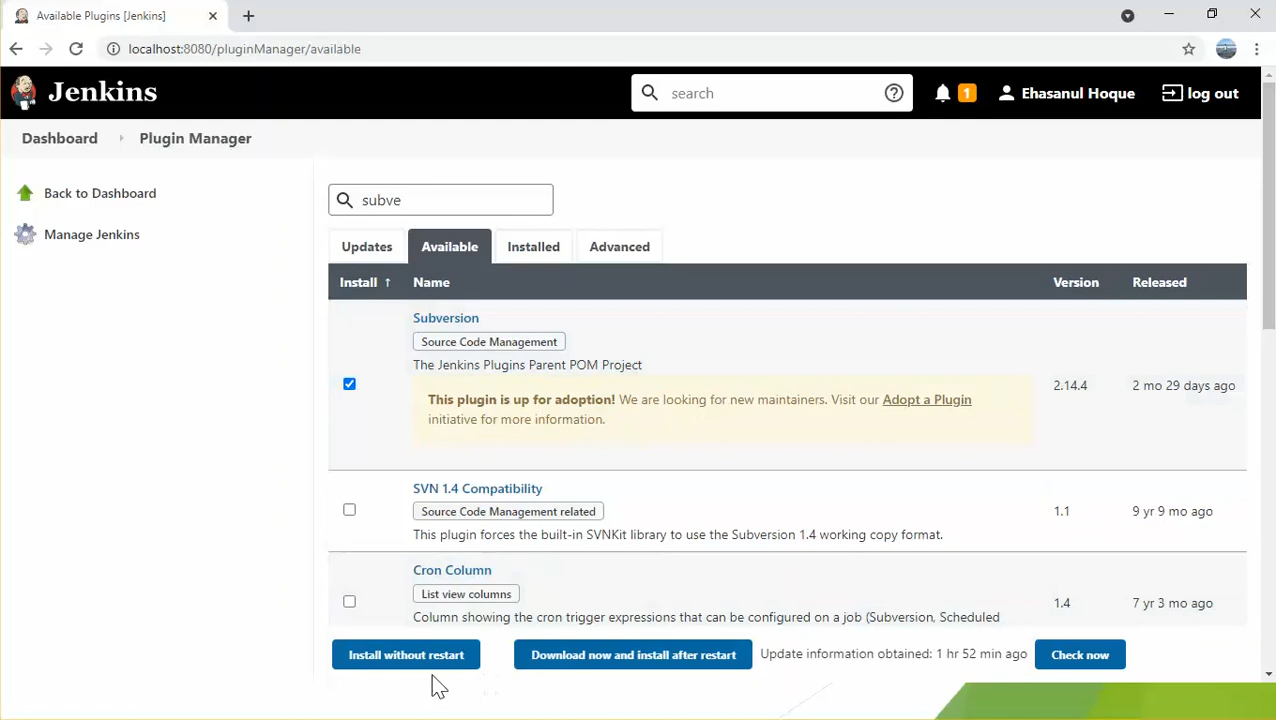 Available Plugins [Jenkins]
localhost:8080/pluginManager/available
Jenkins
search
1
Ehasanul Hoque
log out
Dashboard
Plugin Manager
Back to Dashboard
Manage Jenkins
subve
Updates
Available
Installed
Advanced
Install ↑
Name
Version
Released
Subversion
Source Code Management
The Jenkins Plugins Parent POM Project
This plugin is up for adoption! We are looking for new maintainers. Visit our Adopt a Plugin
initiative for more information.
2.14.4
2 mo 29 days ago
SVN 1.4 Compatibility
Source Code Management related
This plugin forces the built-in SVNKit library to use the Subversion 1.4 working copy format.
1.1
9 yr 9 mo ago
Cron Column
List view columns
Column showing the cron trigger expressions that can be configured on a job (Subversion, Scheduled
1.4
7 yr 3 mo ago
Install without restart
Download now and install after restart
Update information obtained: 1 hr 52 min ago
Check now